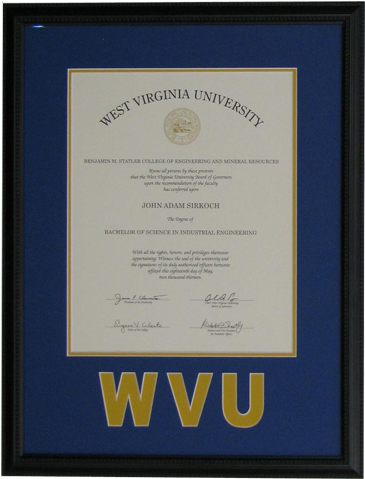 WEST VIRGINIA UNIVERSITY
BENJAMIN M. STATLER COLLEGE OF ENGINEERING AND MINERAL RESOURCES
Know all persons by these presents
that the West Virginia University Board of Governors
upon the recommendation of the faculty
has conferred upon
JOHN ADAM SIRKOCH
The Degree of
BACHELOR OF SCIENCE IN INDUSTRIAL ENGINEERING
With all the rights, honors, and privileges thereunto
appertaining. Witness the seal of the university and
the signatures of its duly authorized officers hereunto
affixed this eighteenth day of May,
two thousand thirteen.
WVU